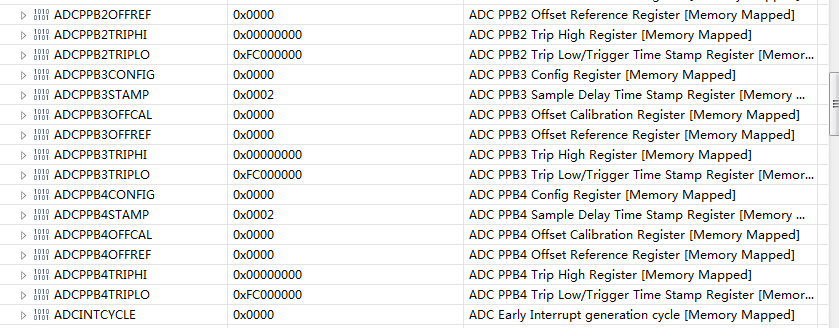 ADCPPB2OFFREF 0x0000 ADC PPB2 Offset Reference Register [Memory Mapped]
ADCPPB2TRIPHI 0x00000000 ADC PPB2 Trip High Register [Memory Mapped]
ADCPPB2TRIPLO 0xFC000000 ADC PPB2 Trip Low/Trigger Time Stamp Register [Memor...
ADCPPB3CONFIG 0x0000 ADC PPB3 Config Register [Memory Mapped]
ADCPPB3STAMP 0x0002 ADC PPB3 Sample Delay Time Stamp Register [Memory ...
ADCPPB3OFFCAL 0x0000 ADC PPB3 Offset Calibration Register [Memory Mapped]
ADCPPB3OFFREF 0x0000 ADC PPB3 Offset Reference Register [Memory Mapped]
ADCPPB3TRIPHI 0x00000000 ADC PPB3 Trip High Register [Memory Mapped]
ADCPPB3TRIPLO 0xFC000000 ADC PPB3 Trip Low/Trigger Time Stamp Register [Memor...
ADCPPB4CONFIG 0x0000 ADC PPB4 Config Register [Memory Mapped]
ADCPPB4STAMP 0x0002 ADC PPB4 Sample Delay Time Stamp Register [Memory ...
ADCPPB4OFFCAL 0x0000 ADC PPB4 Offset Calibration Register [Memory Mapped]
ADCPPB4OFFREF 0x0000 ADC PPB4 Offset Reference Register [Memory Mapped]
ADCPPB4TRIPHI 0x00000000 ADC PPB4 Trip High Register [Memory Mapped]
ADCPPB4TRIPLO 0xFC000000 ADC PPB4 Trip Low/Trigger Time Stamp Register [Memor...
ADCINTCYCLE 0x0000 ADC Early Interrupt generation cycle [Memory Mapped]